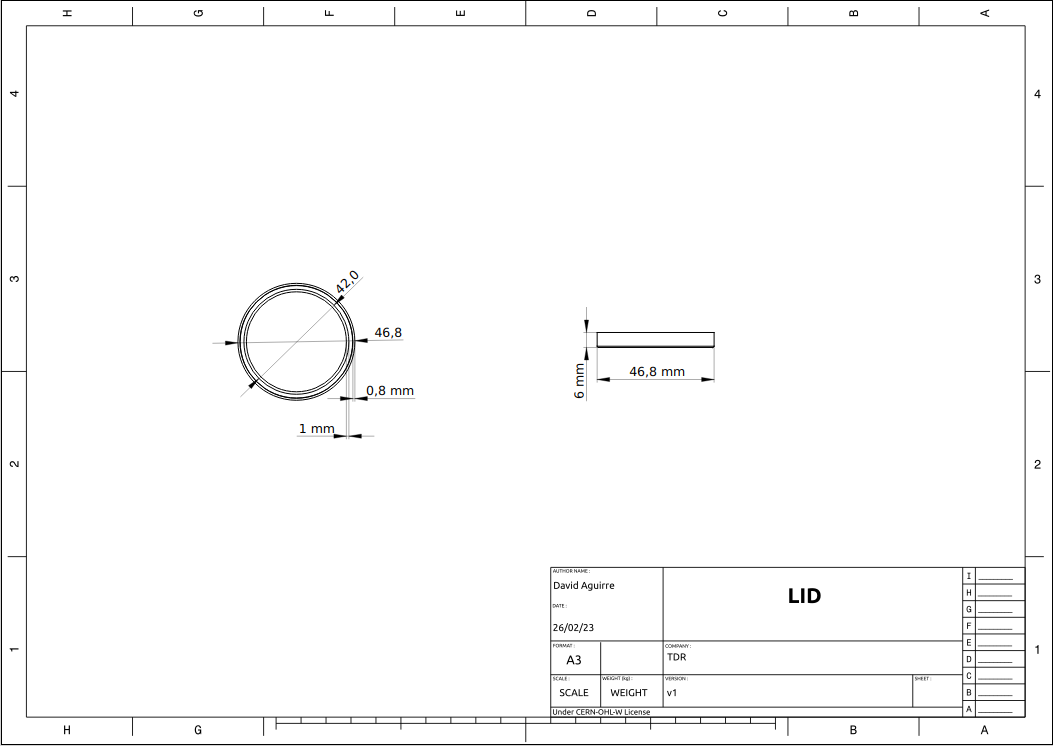 H G F E D C B A
4 4
3 3
42,0
46,8
0,8 mm
1 mm
6 mm
46,8 mm
2 2
AUTHOR NAME :
David Aguirre
DATE :
26/02/23
LID
FORMAT :
A3
COMPANY :
TDR
SCALE :
SCALE
WEIGHT (kg) :
WEIGHT
VERSION :
v1
SHEET :
Under CERN-OHL-W License
I
H
G
F
E
D
C
B
A
1 1
H G B A